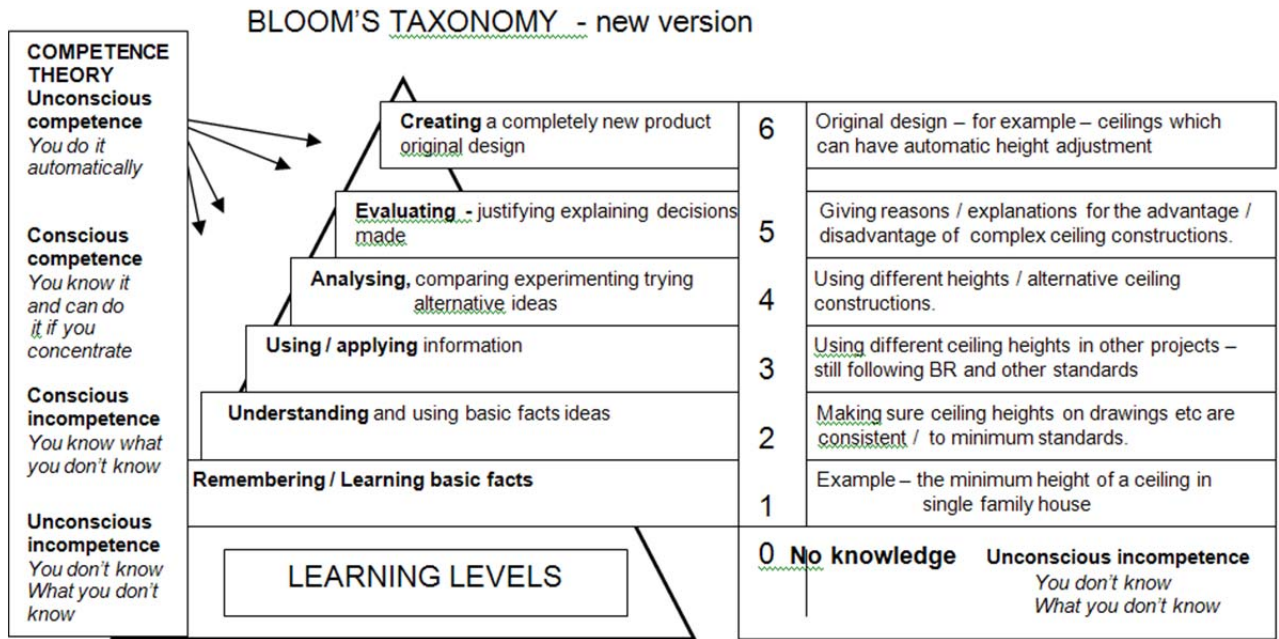 BLOOM'S TAXONOMY - new version
COMPETENCE
THEORY
Unconscious
competence
You do it
automatically
Conscious
competence
You know it
and can do
it if you
concentrate
Conscious
incompetence
You know what
you don't know
Unconscious
incompetence
You don't know
What you don't
know
Creating a completely new product
original design
6
Original design – for example – ceilings which
can have automatic height adjustment
Evaluating - justifying explaining decisions
made
5
Giving reasons / explanations for the advantage /
disadvantage of complex ceiling constructions.
Analysing, comparing experimenting trying
alternative ideas
4
Using different heights / alternative ceiling
constructions.
Using / applying information
3
Using different ceiling heights in other projects –
still following BR and other standards
Understanding and using basic facts ideas
2
Making sure ceiling heights on drawings etc are
consistent / to minimum standards.
Remembering / Learning basic facts
1
Example – the minimum height of a ceiling in
single family house
LEARNING LEVELS
0 No knowledge Unconscious incompetence
You don't know
What you don't know